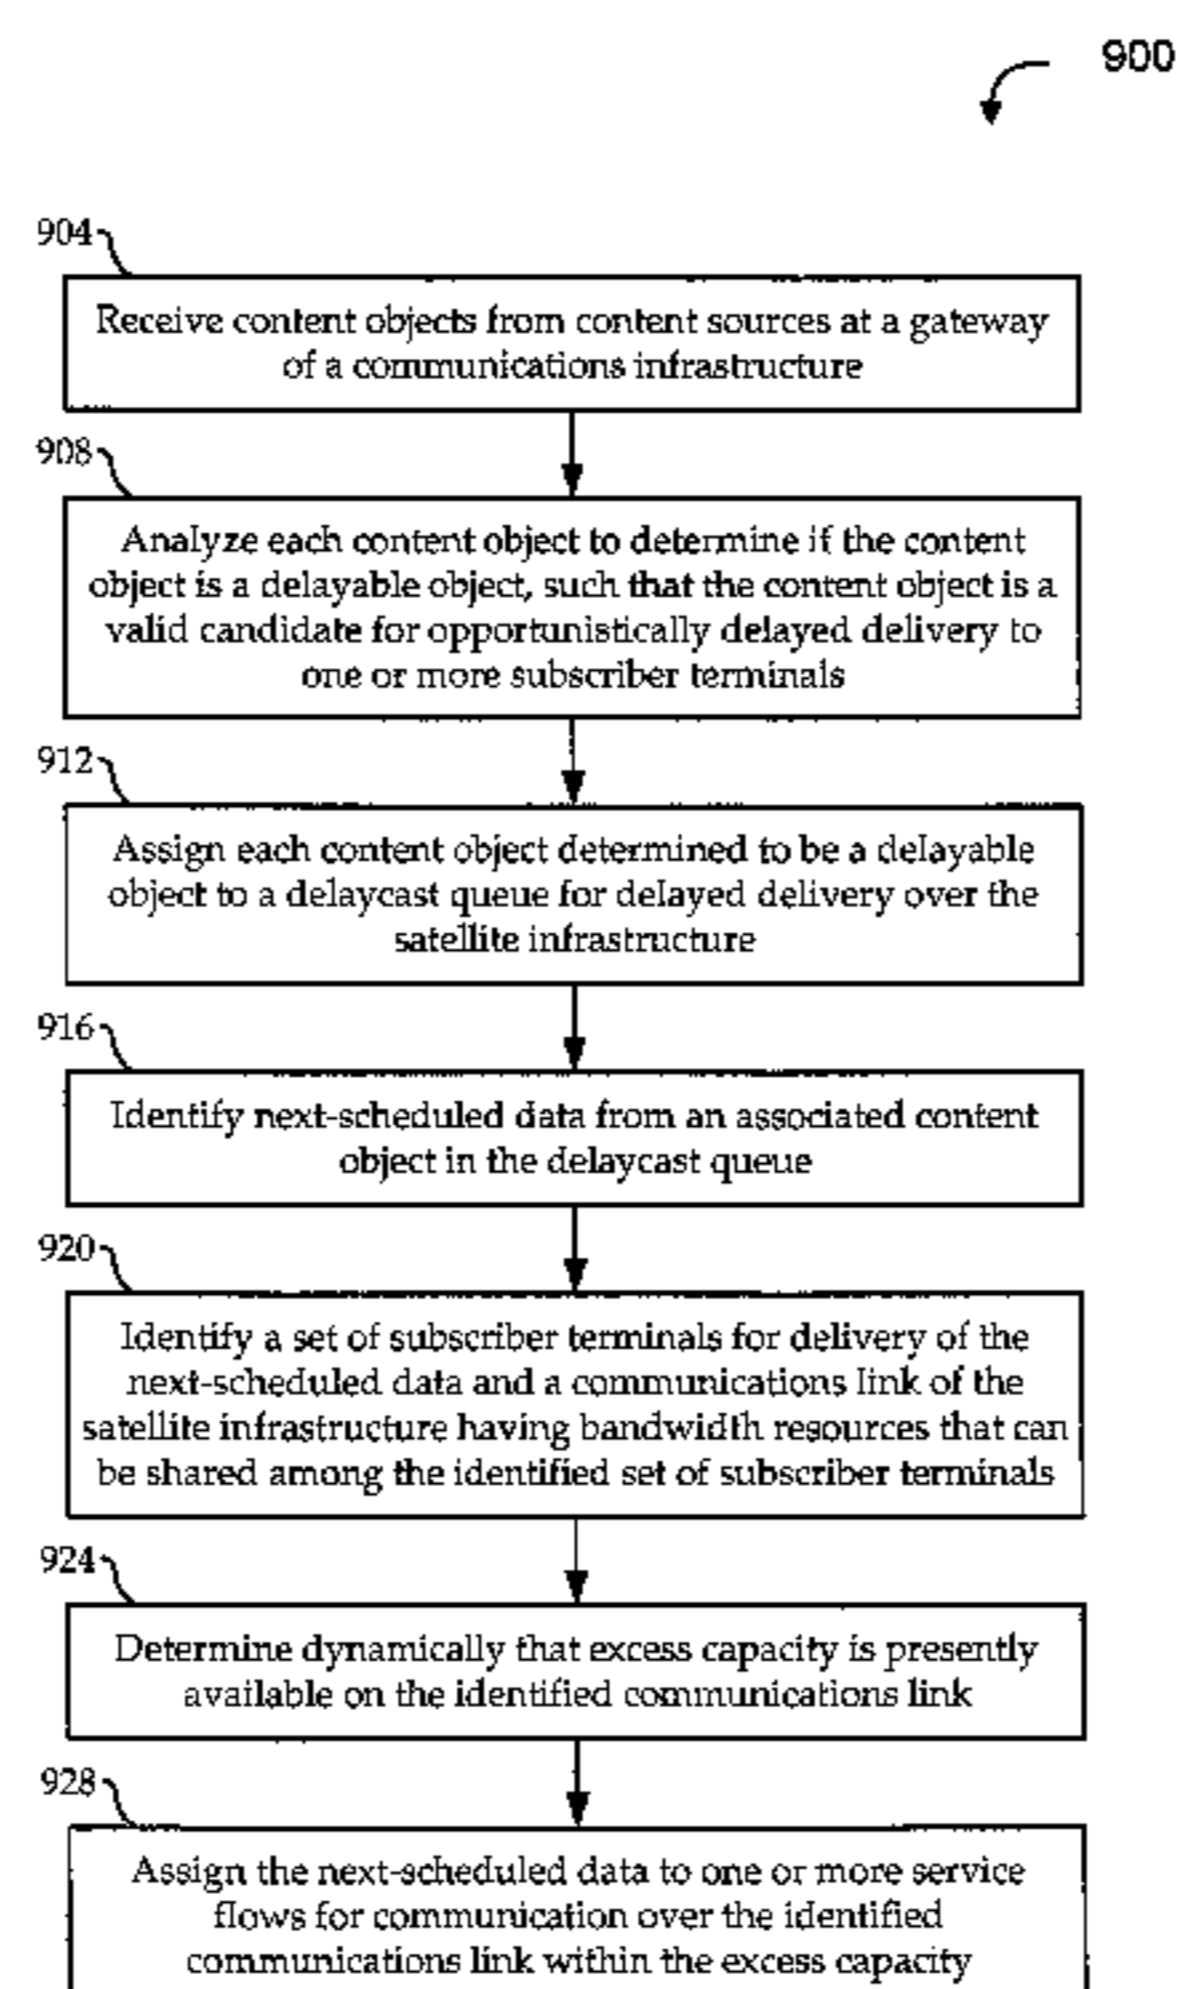 900
904
Receive content objects from content sources at a gateway
of a communications infrastructure
908
Analyze each content object to determine if the content
object is a delayable object, such that the content object is a
valid candidate for opportunistically delayed delivery to
one or more subscriber terminals
912
Assign each content object determined to be a delayable
object to a delaycast queue for delayed delivery over the
satellite infrastructure
916
Identify next-scheduled data from an associated content
object in the delaycast queue
920
Identify a set of subscriber terminals for delivery of the
next-scheduled data and a communications link of the
satellite infrastructure having bandwidth resources that can
be shared among the identified set of subscriber terminals
924
Determine dynamically that excess capacity is presently
available on the identified communications link
928
Assign the next-scheduled data to one or more service
flows for communication over the identified
communications link within the excess capacity